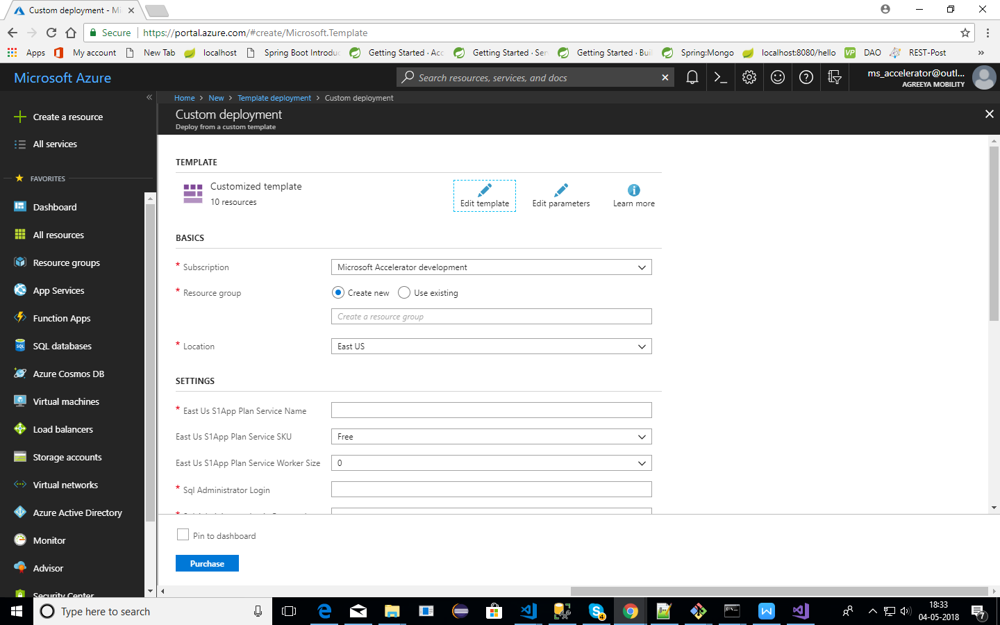 Custom deployment - Mi
Secure
https://portal.azure.com/#create/Microsoft.Template
Apps
My account
New Tab
localhost
Spring Boot Introduc
Getting Started · Acc
Getting Started · Ser
Getting Started · Buil
Spring:Mongo
localhost:8080/hello
VP
DAO
REST-Post
»
Microsoft Azure
Search resources, services, and docs
ms_accelerator@outl...
AGREEYA MOBILITY
Home > New > Template deployment > Custom deployment
Custom deployment
Deploy from a custom template
Create a resource
All services
FAVORITES
Dashboard
All resources
Resource groups
App Services
Function Apps
SQL databases
Azure Cosmos DB
Virtual machines
Load balancers
Storage accounts
Virtual networks
Azure Active Directory
Monitor
Advisor
Security Center
TEMPLATE
Customized template
10 resources
Edit template
Edit parameters
Learn more
BASICS
* Subscription
Microsoft Accelerator development
* Resource group
Create new
Use existing
Create a resource group
* Location
East US
SETTINGS
* East Us S1App Plan Service Name
East Us S1App Plan Service SKU
Free
East Us S1App Plan Service Worker Size
0
* Sql Administrator Login
Pin to dashboard
Purchase
Type here to search
4
18:33
04-05-2018
7